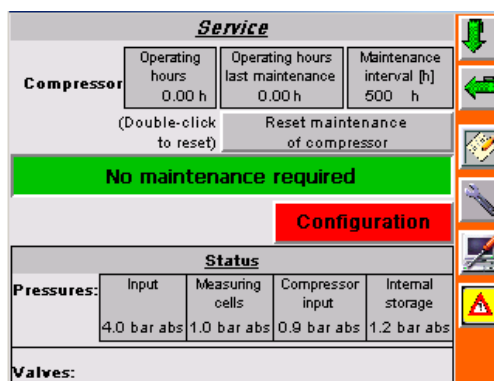 Service
Compressor
Operating hours
0.00 h
Operating hours last maintenance
0.00 h
Maintenance interval [h]
500 h
(Double-click to reset)
Reset maintenance of compressor
No maintenance required
Configuration
Status
Pressures:
Input
4.0 bar abs
Measuring cells
1.0 bar abs
Compressor input
0.9 bar abs
Internal storage
1.2 bar abs
Valves: